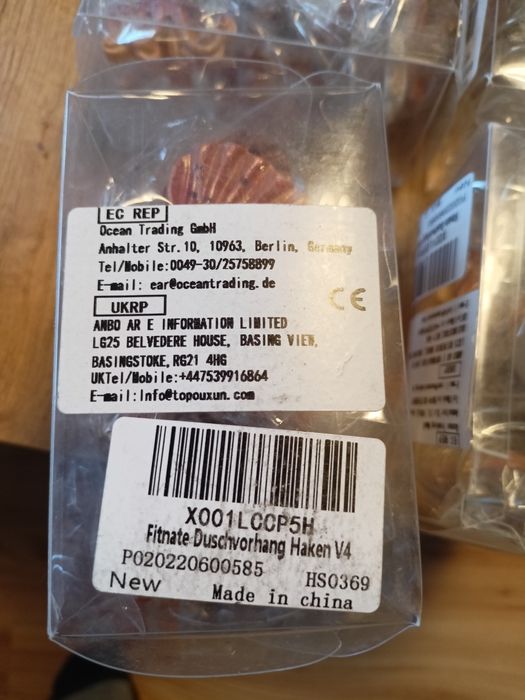 EC REP
Ocean Trading GmbH
Anhalter Str.10, 10963, Berlin, Germany
Tel/Mobile:0049-30/25758899
E-mail: ear@oceantrading.de
CE
UKRP
ANBO AR E INFORMATION LIMITED
LG25 BELVEDERE HOUSE, BASING VIEW,
BASINGSTOKE,RG21 4HG
UKTel/Mobile:+447539916864
E-mail:Info@topouxun.com
X001LCCP5H
Fitnate Duschvorhang Haken V4
P020220600585 HS0369
New Made in china